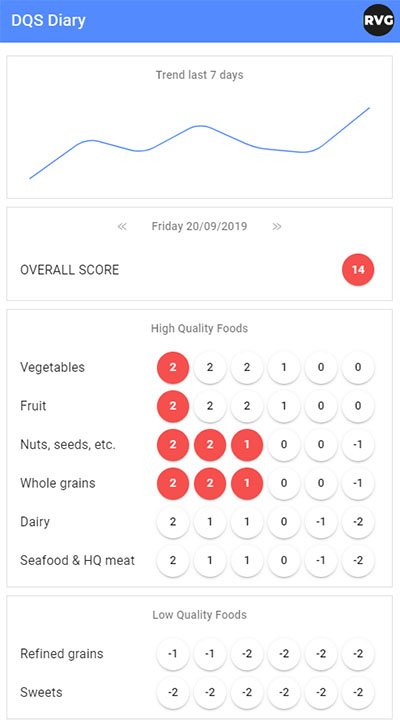 DQS Diary
RVG
Trend last 7 days
« Friday 20/09/2019 »
OVERALL SCORE 14
High Quality Foods
Vegetables 2 2 2 1 0 0
Fruit 2 2 2 1 0 0
Nuts, seeds, etc. 2 2 1 0 0 -1
Whole grains 2 2 1 0 0 -1
Dairy 2 1 1 0 -1 -2
Seafood & HQ meat 2 1 1 0 -1 -2
Low Quality Foods
Refined grains -1 -1 -2 -2 -2 -2
Sweets -2 -2 -2 -2 -2 -2